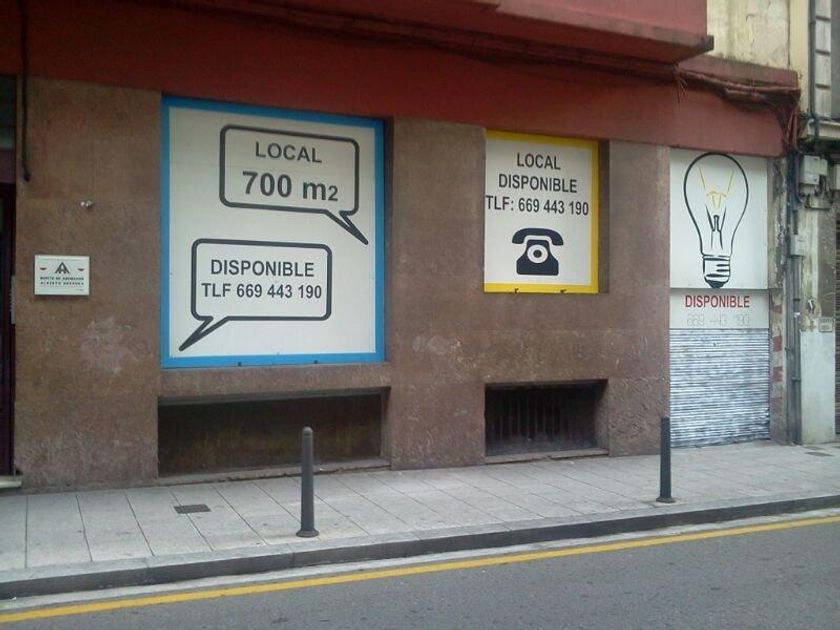 LOCAL
700 m2
DISPONIBLE
TLF 669 443 190
LOCAL
DISPONIBLE
TLF: 669 443 190
DISPONIBLE
669 443 190